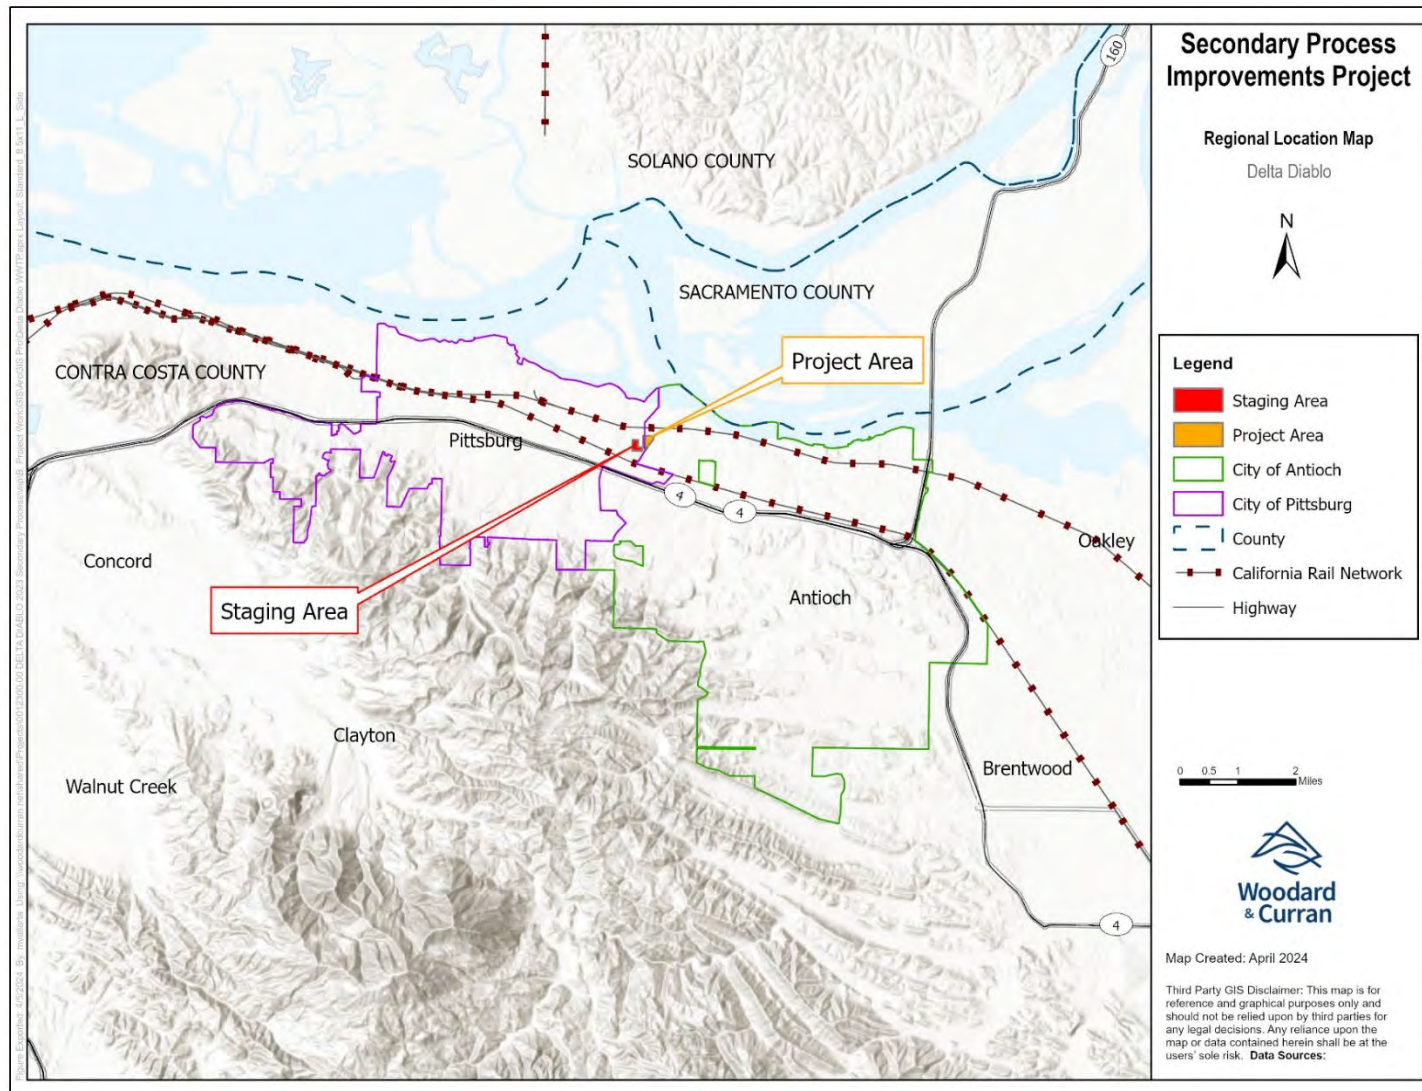 Secondary Process
Improvements Project
Regional Location Map
Delta Diablo
N
160
SOLANO COUNTY
SACRAMENTO COUNTY
Project Area
CONTRA COSTA COUNTY
Pittsburg
4
4
Oakley
Concord
Antioch
Staging Area
Clayton
Walnut Creek
Brentwood
4
Legend
Staging Area
Project Area
City of Antioch
City of Pittsburg
County
California Rail Network
Highway
0 0.5 1 2
Miles
Woodard
& Curran
Map Created: April 2024
Third Party GIS Disclaimer: This map is for
reference and graphical purposes only and
should not be relied upon by third parties for
any legal decisions. Any reliance upon the
map or data contained herein shall be at the
users' sole risk. Data Sources: